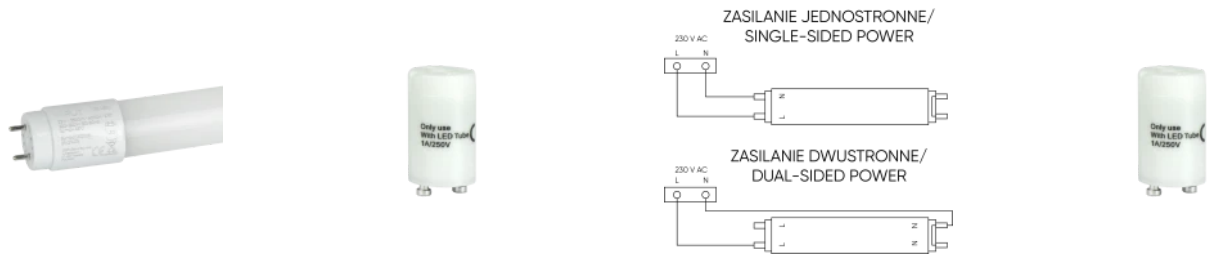 Only use
With LED Tube
1A/250V
ZASILANIE JEDNOSTRONNE/
SINGLE-SIDED POWER
230 V AC
L N
N
L
ZASILANIE DWUSTRONNE/
DUAL-SIDED POWER
230 V AC
L N
L N
L N
Only use
With LED Tube
1A/250V